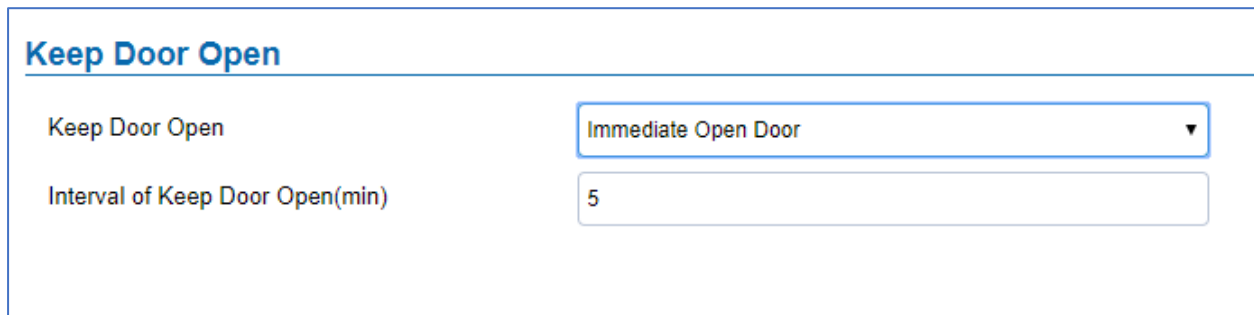 Keep Door Open
Keep Door Open Immediate Open Door
Interval of Keep Door Open(min) 5